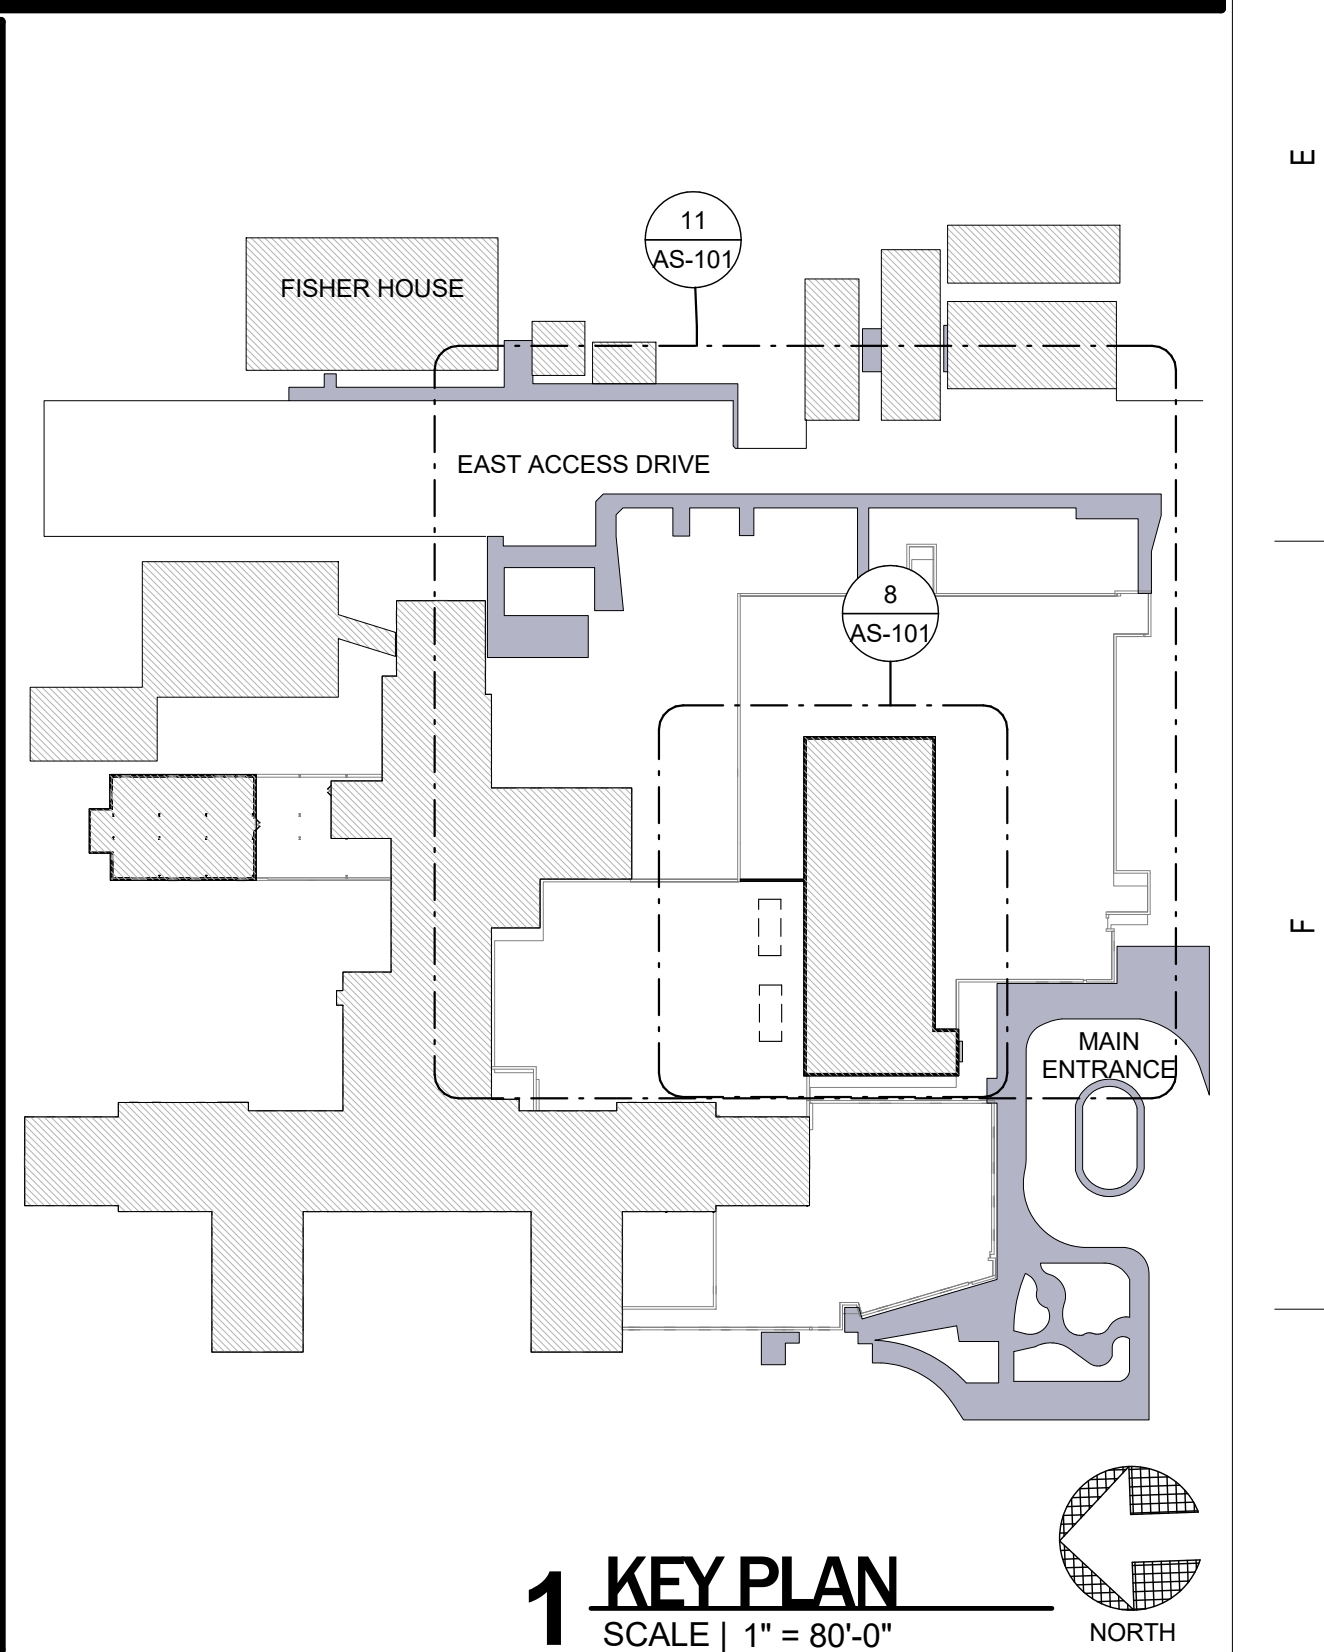 E
11
AS-101
FISHER HOUSE
EAST ACCESS DRIVE
8
AS-101
F
MAIN
ENTRANCE
1 KEY PLAN
SCALE | 1" = 80'-0"
NORTH